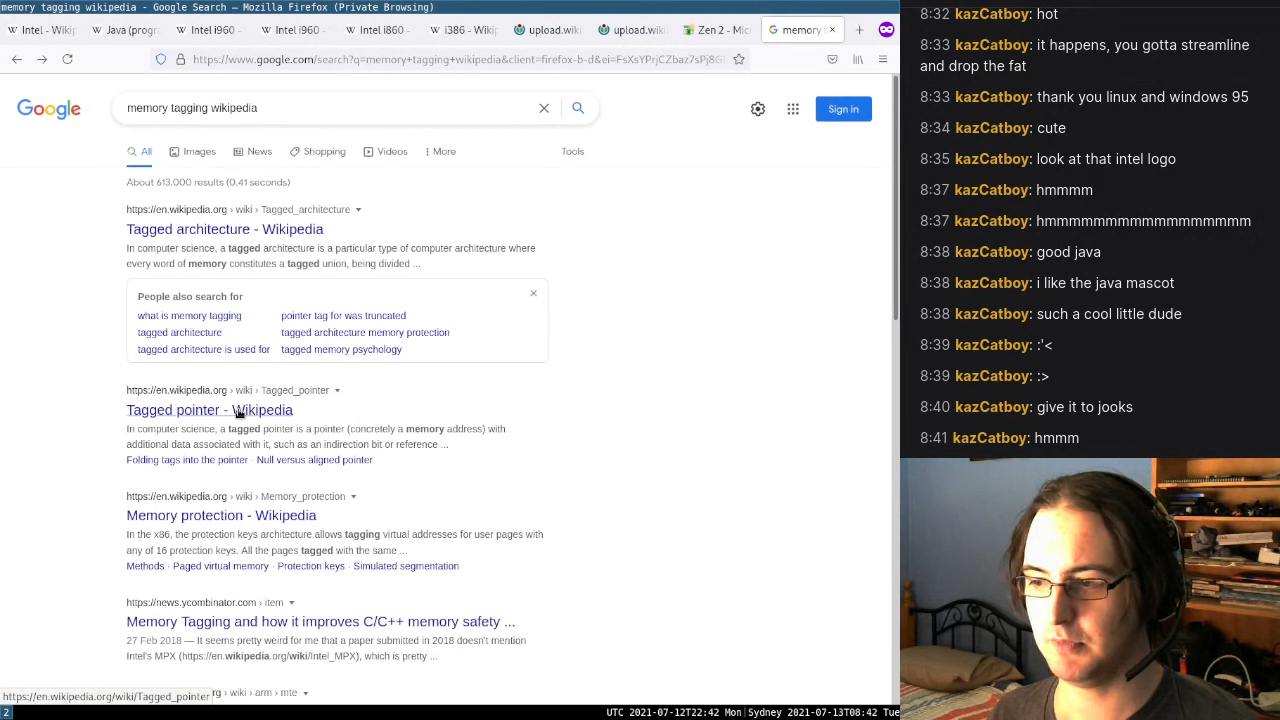 memory tagging wikipedia - Google Search — Mozilla Firefox (Private Browsing)
Intel - Wi
Java (prog
Intel i960 -
Intel i960 -
Intel i860 -
i386 - Wiki
upload.wiki
upload.wiki
Zen 2 - Mi
memory
https://www.google.com/search?q=memory+tagging+wikipedia&client=firefox-b-d&ei=FsXsYPrjCZbaz7sPj8G
Google
memory tagging wikipedia
Sign in
All
Images
News
Shopping
Videos
More
Tools
About 613,000 results (0.41 seconds)
https://en.wikipedia.org › wiki › Tagged_architecture
Tagged architecture - Wikipedia
In computer science, a tagged architecture is a particular type of computer architecture where
every word of memory constitutes a tagged union, being divided ...
People also search for
what is memory tagging
pointer tag for was truncated
tagged architecture
tagged architecture memory protection
tagged architecture is used for
tagged memory psychology
https://en.wikipedia.org › wiki › Tagged_pointer
Tagged pointer - Wikipedia
In computer science, a tagged pointer is a pointer (concretely a memory address) with
additional data associated with it, such as an indirection bit or reference ...
Folding tags into the pointer · Null versus aligned pointer
https://en.wikipedia.org › wiki › Memory_protection
Memory protection - Wikipedia
In the x86, the protection keys architecture allows tagging virtual addresses for user pages with
any of 16 protection keys. All the pages tagged with the same ...
Methods · Paged virtual memory · Protection keys · Simulated segmentation
https://news.ycombinator.com › item
Memory Tagging and how it improves C/C++ memory safety ...
27 Feb 2018 — It seems pretty weird for me that a paper submitted in 2018 doesn't mention
Intel's MPX (https://en.wikipedia.org/wiki/Intel_MPX), which is pretty ...
https://en.wikipedia.org/wiki/Tagged_pointer
rg › wiki › arm › mte
2
UTC 2021-07-12T22:42 Mon|Sydney 2021-07-13T08:42 Tue
8:32 kazCatboy: hot
8:33 kazCatboy: it happens, you gotta streamline
and drop the fat
8:33 kazCatboy: thank you linux and windows 95
8:34 kazCatboy: cute
8:35 kazCatboy: look at that intel logo
8:37 kazCatboy: hmmmm
8:37 kazCatboy: hmmmmmmmmmmmmmmmmm
8:38 kazCatboy: good java
8:38 kazCatboy: i like the java mascot
8:38 kazCatboy: such a cool little dude
8:39 kazCatboy: :'<
8:39 kazCatboy: :>
8:40 kazCatboy: give it to jooks
8:41 kazCatboy: hmmm